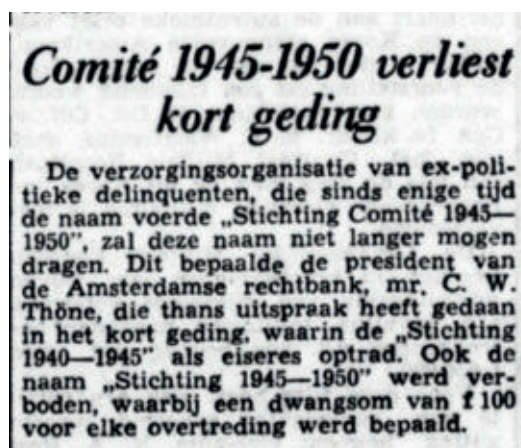 Comité 1945-1950 verliest
kort geding
De verzorgingsorganisatie van ex-poli-
tieke delinquenten, die sinds enige tijd
de naam voerde „Stichting Comité 1945—
1950”, zal deze naam niet langer mogen
dragen. Dit bepaalde de president van
de Amsterdamse rechtbank, mr. C. W.
Thöne, die thans uitspraak heeft gedaan
in het kort geding, waarin de „Stichting
1940—1945” als eiseres optrad. Ook de
naam „Stichting 1945—1950” werd ver-
boden, waarbij een dwangsom van f 100
voor elke overtreding werd bepaald.